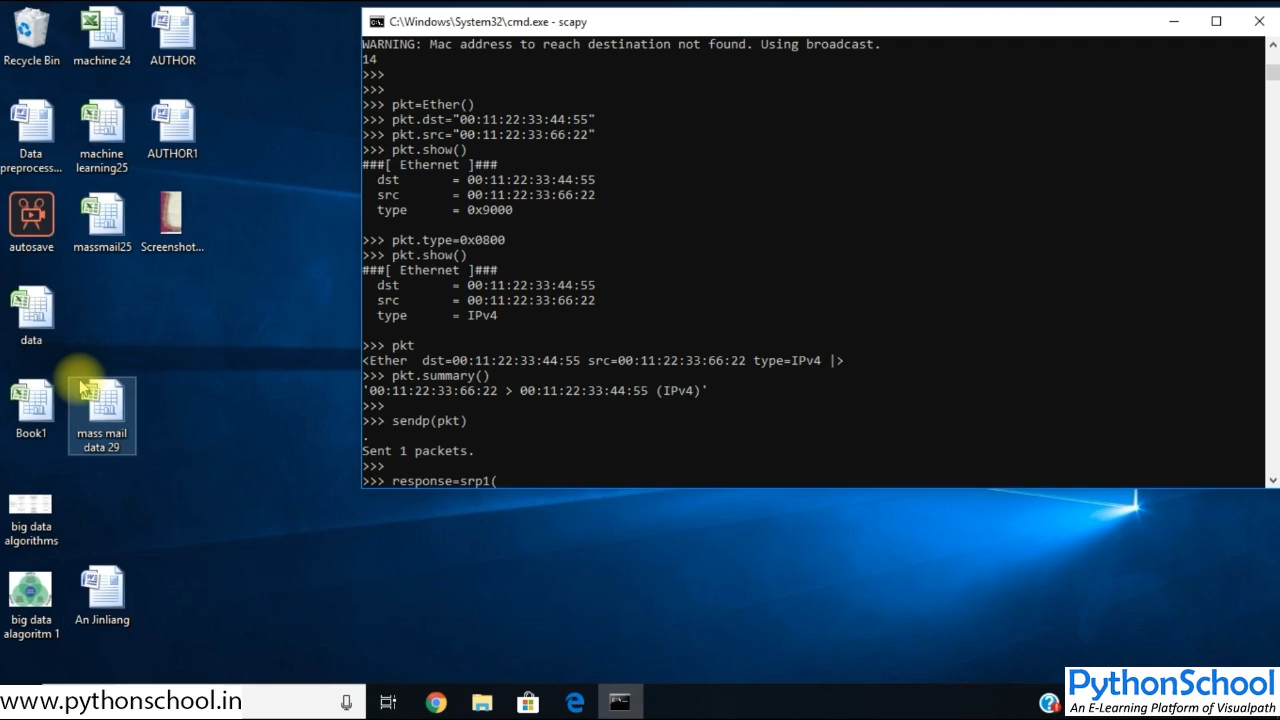 Recycle Bin
machine 24
AUTHOR
Data
preprocess...
machine
learning25
AUTHOR1
autosave
massmail25
Screenshot...
data
Book1
mass mail
data 29
big data
algorithms
big data
alagoritm 1
An Jinliang
C:\Windows\System32\cmd.exe - scapy
WARNING: Mac address to reach destination not found. Using broadcast.
14
>>>
>>>
>>> pkt=Ether()
>>> pkt.dst="00:11:22:33:44:55"
>>> pkt.src="00:11:22:33:66:22"
>>> pkt.show()
###[ Ethernet ]###
dst = 00:11:22:33:44:55
src = 00:11:22:33:66:22
type = 0x9000
>>> pkt.type=0x0800
>>> pkt.show()
###[ Ethernet ]###
dst = 00:11:22:33:44:55
src = 00:11:22:33:66:22
type = IPv4
>>> pkt
<Ether  dst=00:11:22:33:44:55 src=00:11:22:33:66:22 type=IPv4 |>
>>> pkt.summary()
'00:11:22:33:66:22 > 00:11:22:33:44:55 (IPv4)'
>>>
>>> sendp(pkt)
.
Sent 1 packets.
>>>
>>> response=srp1(
www.pythonschool.in
PythonSchool
An E-Learning Platform of Visualpath